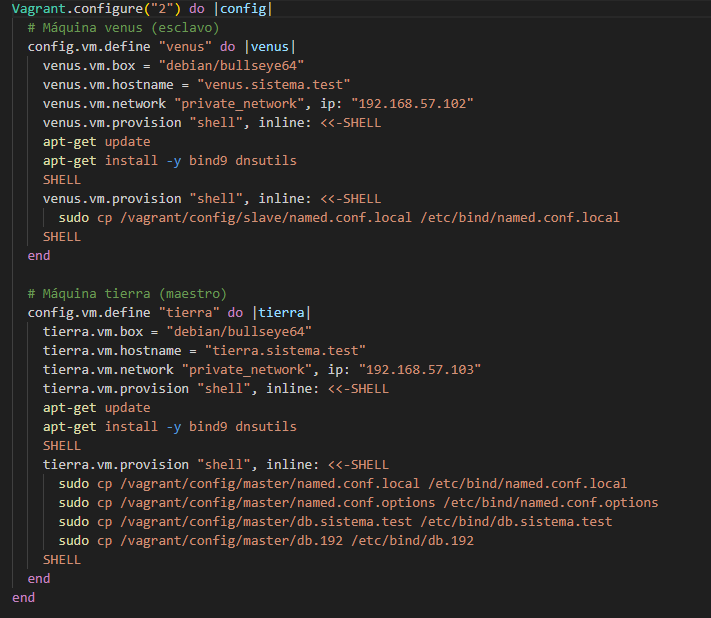 Vagrant.configure("2") do |config|
  # Máquina venus (esclavo)
  config.vm.define "venus" do |venus|
    venus.vm.box = "debian/bullseye64"
    venus.vm.hostname = "venus.sistema.test"
    venus.vm.network "private_network", ip: "192.168.57.102"
    venus.vm.provision "shell", inline: <<-SHELL
    apt-get update
    apt-get install -y bind9 dnsutils
    SHELL
    venus.vm.provision "shell", inline: <<-SHELL
      sudo cp /vagrant/config/slave/named.conf.local /etc/bind/named.conf.local
    SHELL
  end

  # Máquina tierra (maestro)
  config.vm.define "tierra" do |tierra|
    tierra.vm.box = "debian/bullseye64"
    tierra.vm.hostname = "tierra.sistema.test"
    tierra.vm.network "private_network", ip: "192.168.57.103"
    tierra.vm.provision "shell", inline: <<-SHELL
    apt-get update
    apt-get install -y bind9 dnsutils
    SHELL
    tierra.vm.provision "shell", inline: <<-SHELL
      sudo cp /vagrant/config/master/named.conf.local /etc/bind/named.conf.local
      sudo cp /vagrant/config/master/named.conf.options /etc/bind/named.conf.options
      sudo cp /vagrant/config/master/db.sistema.test /etc/bind/db.sistema.test
      sudo cp /vagrant/config/master/db.192 /etc/bind/db.192
    SHELL
  end
end